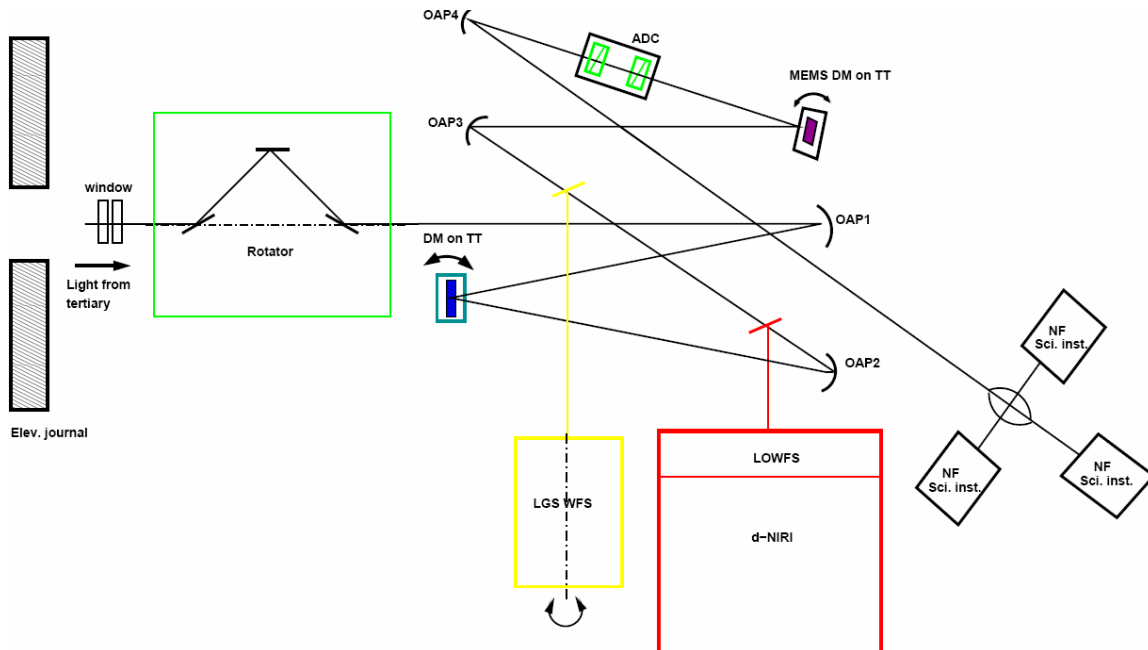 OAP4
ADC
MEMS DM on TT
OAP3
window
OAP1
Rotator
DM on TT
Light from
tertiary
NF
Sci. inst.
OAP2
Elev. journal
LOWFS
NF
Sci. inst.
NF
Sci. inst.
LGS WFS
d-NIRI